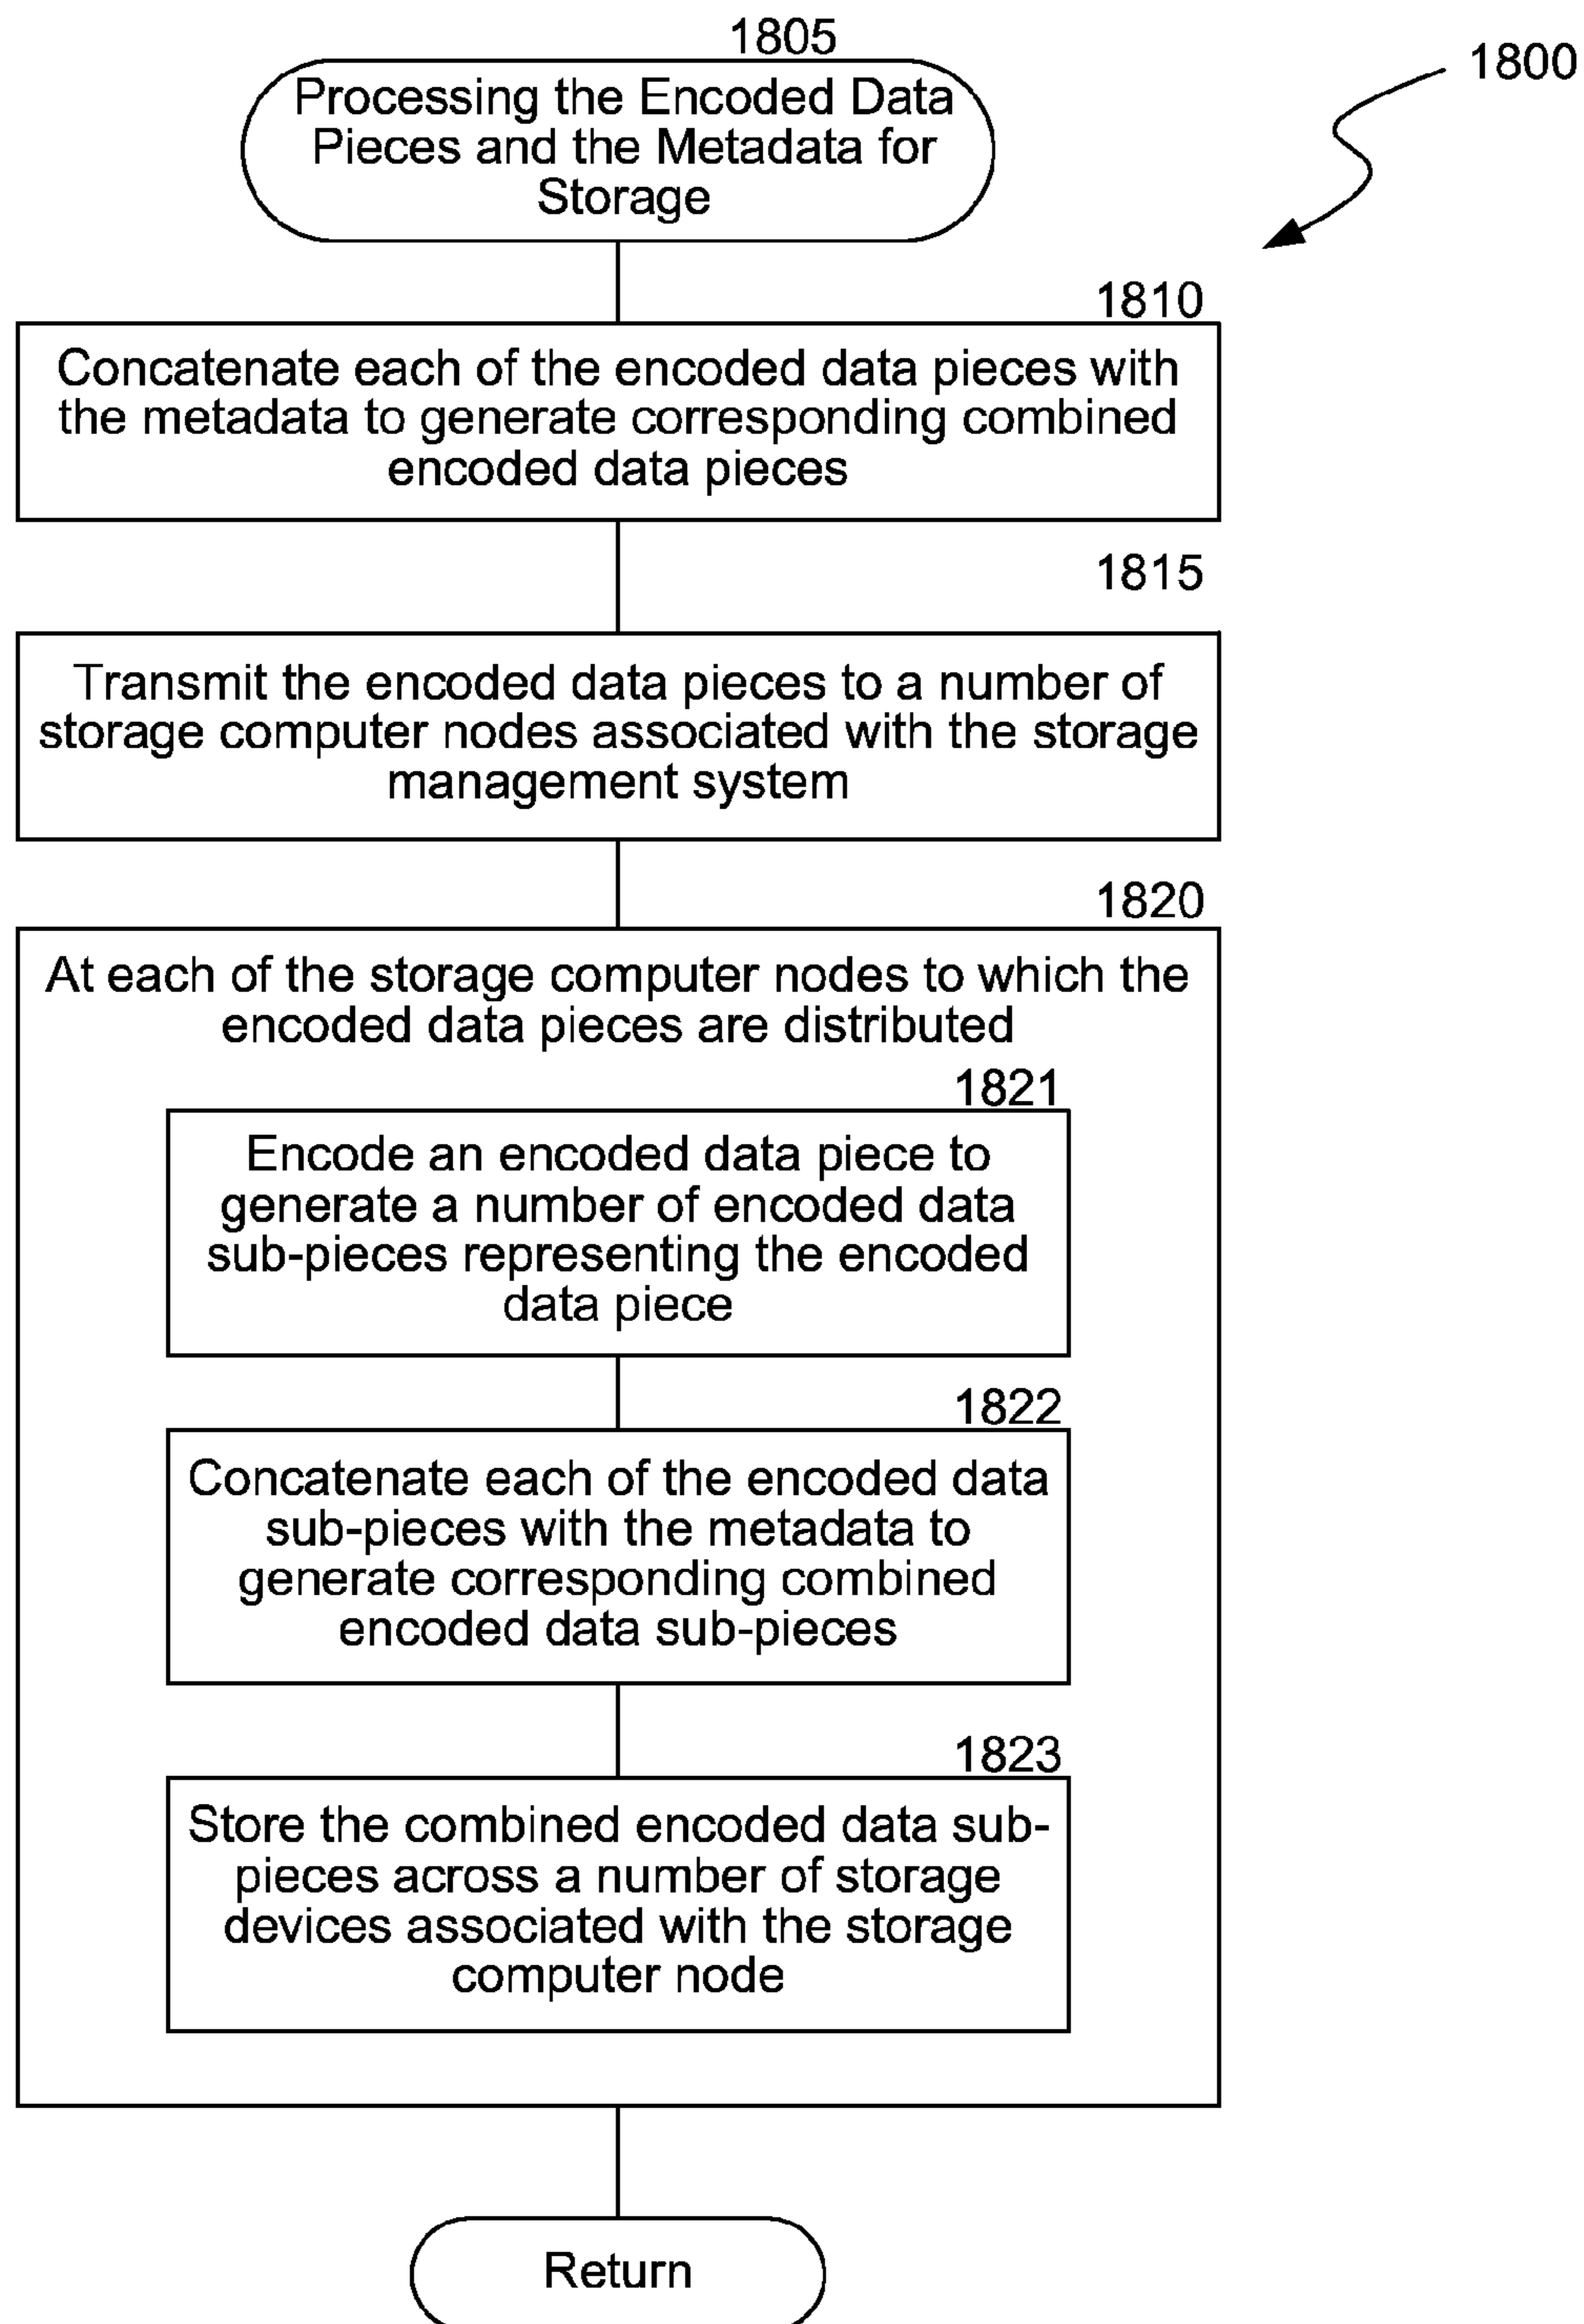 1805
1800
Processing the Encoded Data
Pieces and the Metadata for
Storage
1810
Concatenate each of the encoded data pieces with
the metadata to generate corresponding combined
encoded data pieces
1815
Transmit the encoded data pieces to a number of
storage computer nodes associated with the storage
management system
1820
At each of the storage computer nodes to which the
encoded data pieces are distributed
1821
Encode an encoded data piece to
generate a number of encoded data
sub-pieces representing the encoded
data piece
1822
Concatenate each of the encoded data
sub-pieces with the metadata to
generate corresponding combined
encoded data sub-pieces
1823
Store the combined encoded data sub-
pieces across a number of storage
devices associated with the storage
computer node
Return